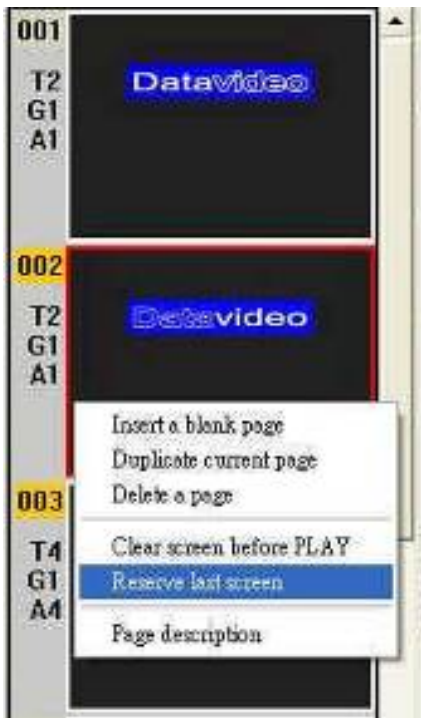 001
T2
G1
A1
Datavideo
002
T2
G1
A1
Datavideo
Insert a blank page
Duplicate current page
Delete a page
Clear screen before PLAY
Reserve last screen
Page description
003
T4
G1
A4